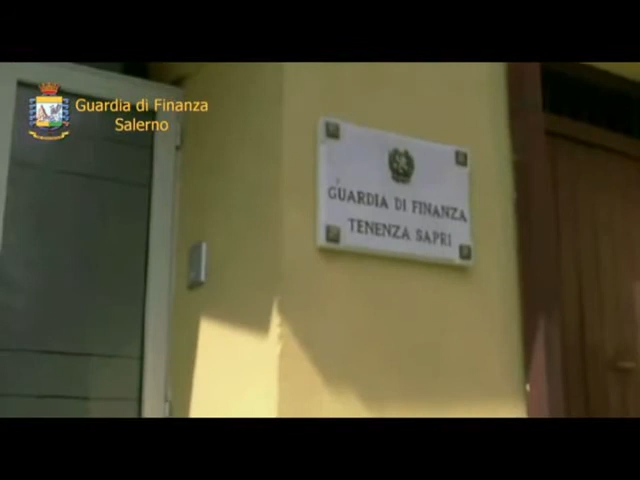 Guardia di Finanza
Salerno
GUARDIA DI FINANZA
TENENZA SAPRI